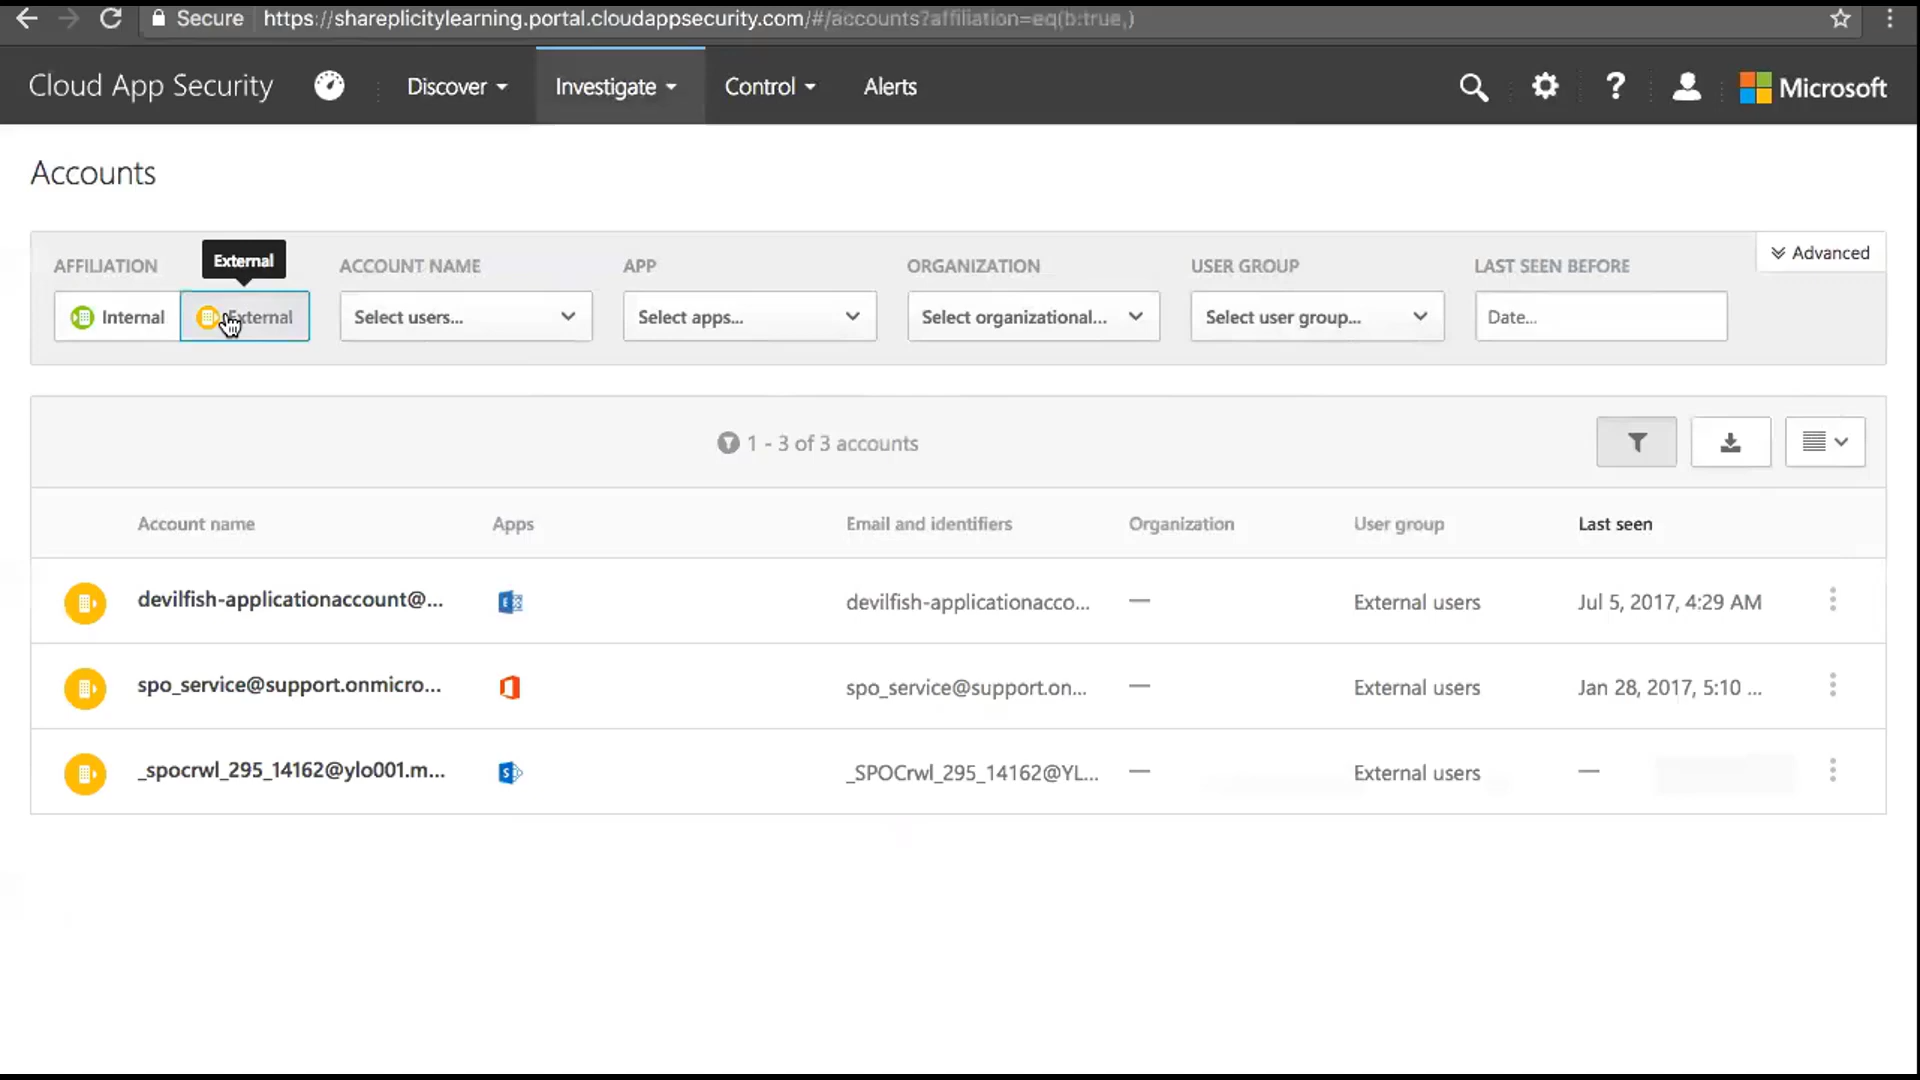 Secure https://shareplicitylearning.portal.cloudappsecurity.com/#/accounts?affiliation=eq(b:true,)
Cloud App Security Discover Investigate Control Alerts ? Microsoft
Accounts
AFFILIATION External ACCOUNT NAME APP ORGANIZATION USER GROUP LAST SEEN BEFORE Advanced
Internal External Select users... Select apps... Select organizational... Select user group... Date...
1 - 3 of 3 accounts
Account name Apps Email and identifiers Organization User group Last seen
devilfish-applicationaccount@... devilfish-applicationacco... — External users Jul 5, 2017, 4:29 AM
spo_service@support.onmicro... spo_service@support.on... — External users Jan 28, 2017, 5:10 ...
_spocrwl_295_14162@ylo001.m... _SPOCrwl_295_14162@YL... — External users —